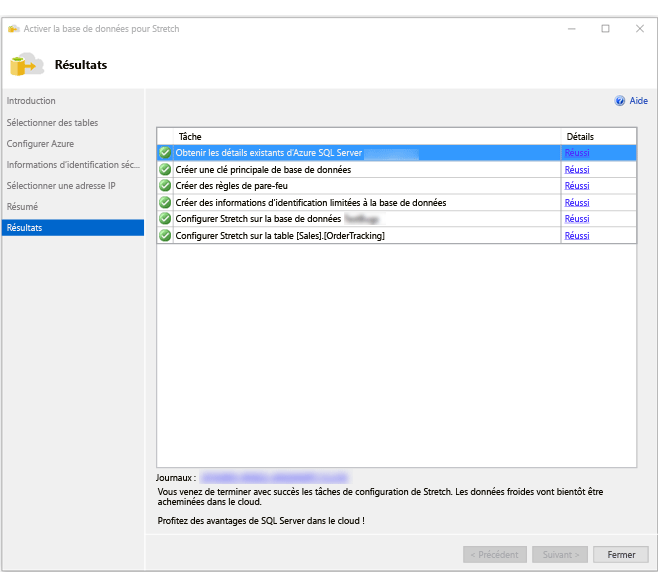 Activer la base de données pour Stretch
Résultats
Introduction
Aide
Sélectionner des tables
Configurer Azure
Informations d'identification séc...
Sélectionner une adresse IP
Résumé
Résultats
Tâche Détails
Obtenir les détails existants d'Azure SQL Server Réussi
Créer une clé principale de base de données Réussi
Créer des règles de pare-feu Réussi
Créer des informations d'identification limitées à la base de données Réussi
Configurer Stretch sur la base de données Réussi
Configurer Stretch sur la table [Sales].[OrderTracking] Réussi
Journaux :
Vous venez de terminer avec succès les tâches de configuration de Stretch. Les données froides vont bientôt être
acheminées dans le cloud.
Profitez des avantages de SQL Server dans le cloud !
< Précédent Suivant > Fermer